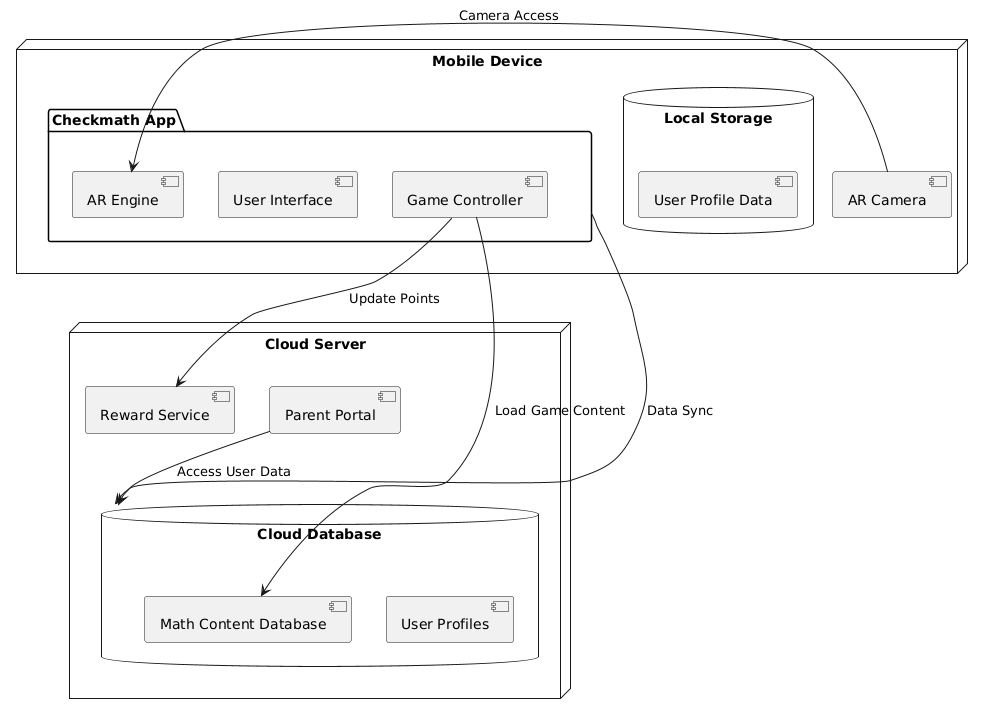 Camera Access
Mobile Device
Checkmath App
Local Storage
AR Engine
User Interface
Game Controller
User Profile Data
AR Camera
Update Points
Cloud Server
Reward Service
Parent Portal
Load Game Content
Data Sync
Access User Data
Cloud Database
Math Content Database
User Profiles